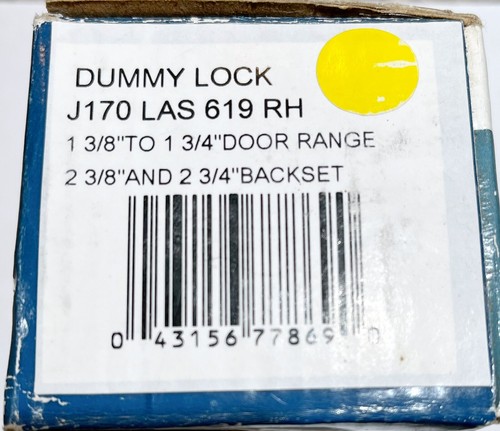 DUMMY LOCK
J170 LAS 619 RH
1 3/8"TO 1 3/4"DOOR RANGE
2 3/8"AND 2 3/4"BACKSET
0 43156 77869 0